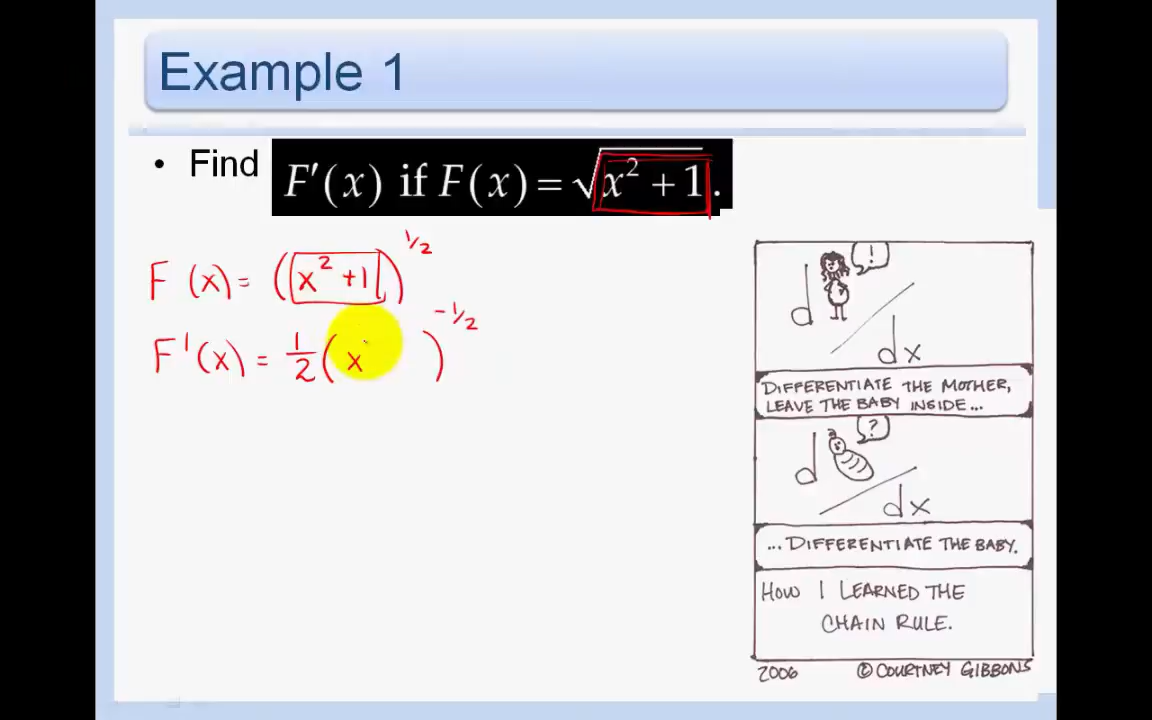 Example 1
• Find F'(x) if F(x) = √x² + 1.
F (x) = (x² + 1)^1/2
F'(x) = 1/2 (x )^-1/2
d !
dx
DIFFERENTIATE THE MOTHER,
LEAVE THE BABY INSIDE...
d ?
dx
...DIFFERENTIATE THE BABY.
HOW I LEARNED THE
CHAIN RULE.
2006 © COURTNEY GIBBONS